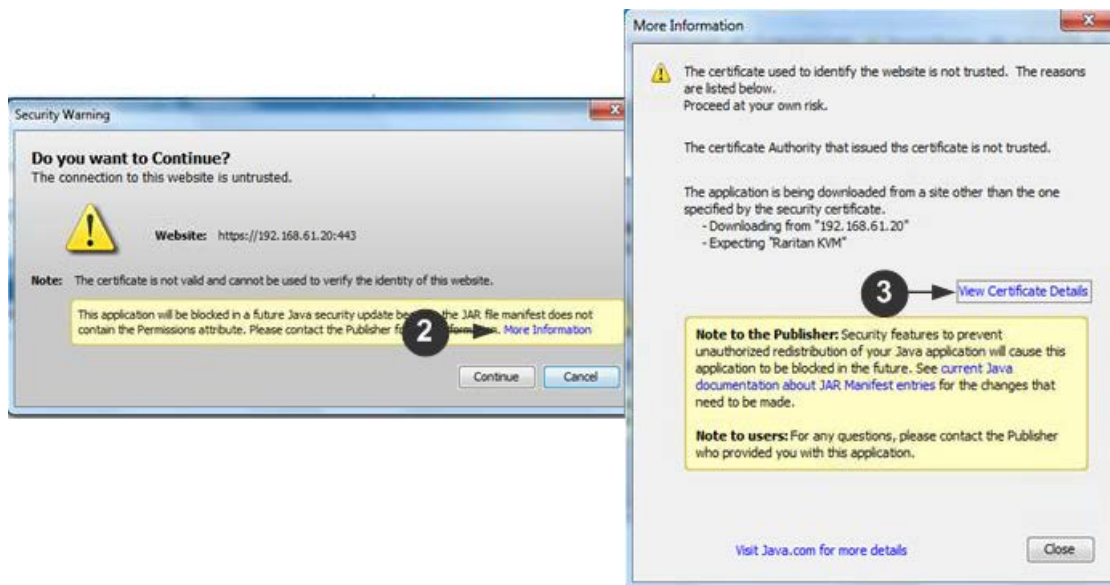 Security Warning
Do you want to Continue?
The connection to this website is untrusted.
Website: https://192.168.61.20:443
Note: The certificate is not valid and cannot be used to verify the identity of this website.
This application will be blocked in a future Java security update the JAR file manifest does not
contain the Permissions attribute. Please contact the Publisher More Information
2
Continue
Cancel
More Information
The certificate used to identify the website is not trusted. The reasons
are listed below.
Proceed at your own risk.
The certificate Authority that issued ths certificate is not trusted.
The application is being downloaded from a site other than the one
specified by the security certificate.
- Downloading from "192.168.61.20"
- Expecting "Raritan KVM"
3
View Certificate Details
Note to the Publisher: Security features to prevent
unauthorized redistribution of your Java application will cause this
application to be blocked in the future. See current Java
documentation about JAR Manifest entries for the changes that
need to be made.
Note to users: For any questions, please contact the Publisher
who provided you with this application.
Visit Java.com for more details
Close